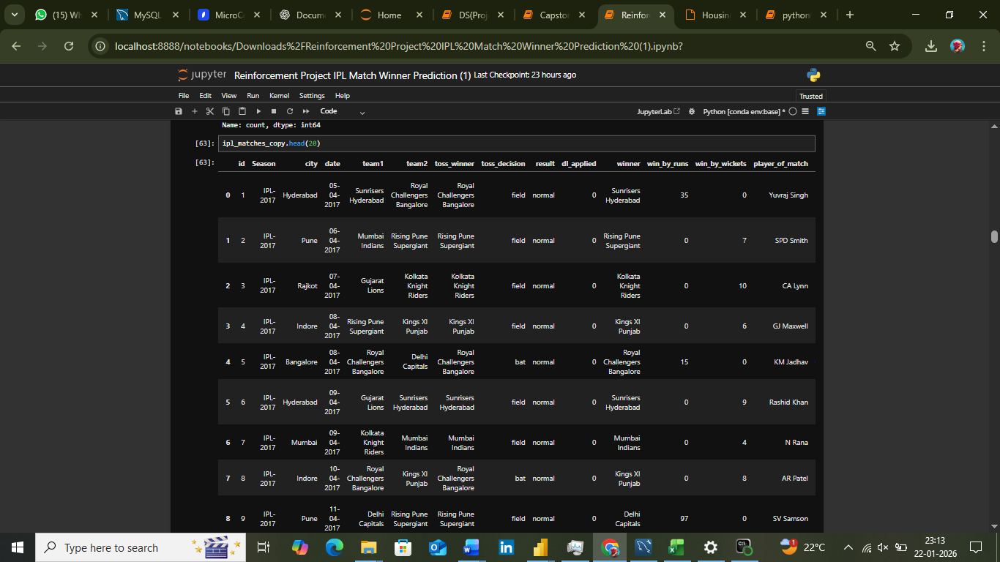 (15) Wh
MySQL
MicroC
Docum
Home
DS(Proj
Capsto
Reinfor
Housin
python
localhost:8888/notebooks/Downloads%2FReinforcement%20Project%20IPL%20Match%20Winner%20Prediction%20(1).ipynb?
jupyter Reinforcement Project IPL Match Winner Prediction (1) Last Checkpoint: 23 hours ago
File Edit View Run Kernel Settings Help
Trusted
Code
JupyterLab
Python [conda env:base] *
Name: count, dtype: int64
[63]: ipl_matches_copy.head(20)
[63]: id Season city date team1 team2 toss_winner toss_decision result dl_applied winner win_by_runs win_by_wickets player_of_match
0 1 IPL-2017 Hyderabad 05-04-2017 Sunrisers Hyderabad Royal Challengers Bangalore Royal Challengers Bangalore field normal 0 Sunrisers Hyderabad 35 0 Yuvraj Singh
1 2 IPL-2017 Pune 06-04-2017 Mumbai Indians Rising Pune Supergiant Rising Pune Supergiant field normal 0 Rising Pune Supergiant 0 7 SPD Smith
2 3 IPL-2017 Rajkot 07-04-2017 Gujarat Lions Kolkata Knight Riders Kolkata Knight Riders field normal 0 Kolkata Knight Riders 0 10 CA Lynn
3 4 IPL-2017 Indore 08-04-2017 Rising Pune Supergiant Kings XI Punjab Kings XI Punjab field normal 0 Kings XI Punjab 0 6 GJ Maxwell
4 5 IPL-2017 Bangalore 08-04-2017 Royal Challengers Bangalore Delhi Capitals Royal Challengers Bangalore bat normal 0 Royal Challengers Bangalore 15 0 KM Jadhav
5 6 IPL-2017 Hyderabad 09-04-2017 Gujarat Lions Sunrisers Hyderabad Sunrisers Hyderabad field normal 0 Sunrisers Hyderabad 0 9 Rashid Khan
6 7 IPL-2017 Mumbai 09-04-2017 Kolkata Knight Riders Mumbai Indians Mumbai Indians field normal 0 Mumbai Indians 0 4 N Rana
7 8 IPL-2017 Indore 10-04-2017 Royal Challengers Bangalore Kings XI Punjab Royal Challengers Bangalore bat normal 0 Kings XI Punjab 0 8 AR Patel
8 9 IPL-2017 Pune 11-04-2017 Delhi Capitals Rising Pune Supergiant Rising Pune Supergiant field normal 0 Delhi Capitals 97 0 SV Samson
Type here to search
22°C
23:13
22-01-2026